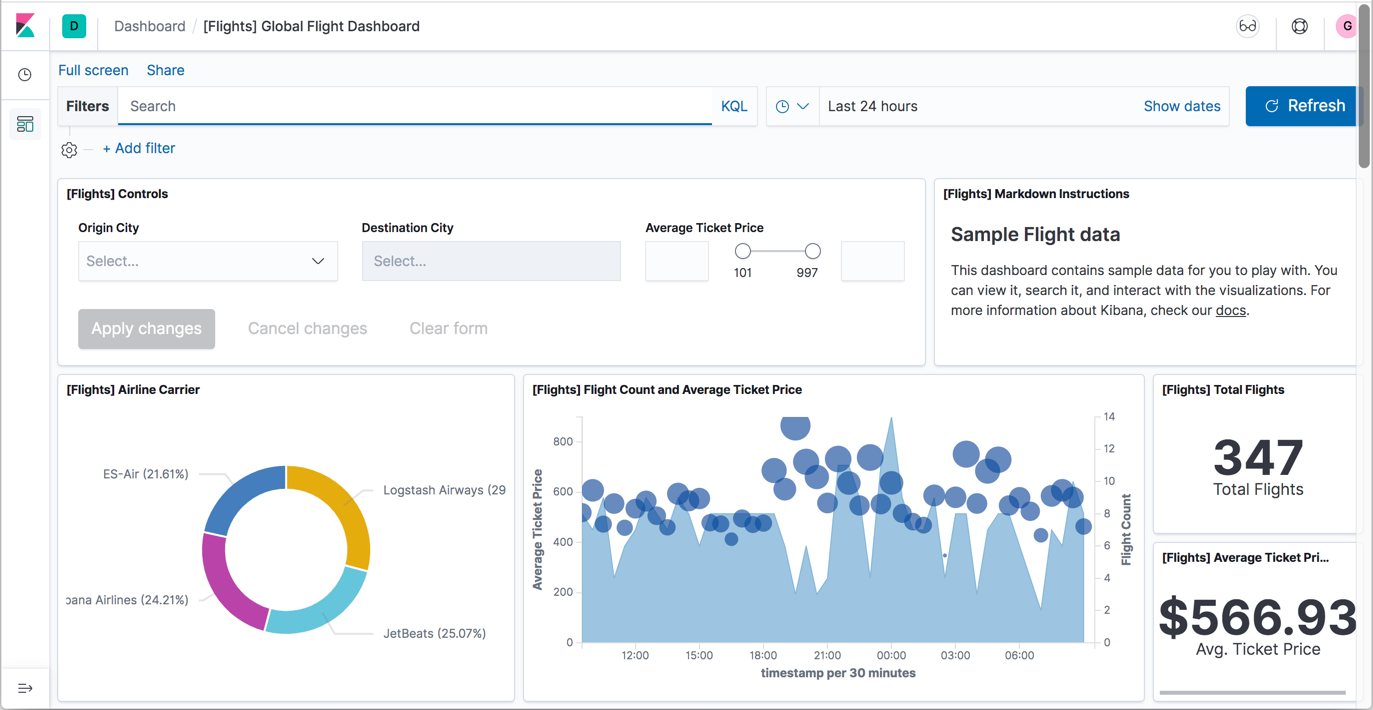 D
Dashboard / [Flights] Global Flight Dashboard
G
Full screen Share
Filters Search KQL Last 24 hours Show dates Refresh
+ Add filter
[Flights] Controls
Origin City Destination City Average Ticket Price
Select... Select...
101 997
Apply changes Cancel changes Clear form
[Flights] Markdown Instructions
Sample Flight data
This dashboard contains sample data for you to play with. You
can view it, search it, and interact with the visualizations. For
more information about Kibana, check our docs.
[Flights] Airline Carrier
ES-Air (21.61%)
Logstash Airways (29
bana Airlines (24.21%)
JetBeats (25.07%)
[Flights] Flight Count and Average Ticket Price
Average Ticket Price
800
600
400
200
0
14
12
10
8
6
4
2
0
Flight Count
12:00 15:00 18:00 21:00 00:00 03:00 06:00
timestamp per 30 minutes
[Flights] Total Flights
347
Total Flights
[Flights] Average Ticket Pri...
$566.93
Avg. Ticket Price